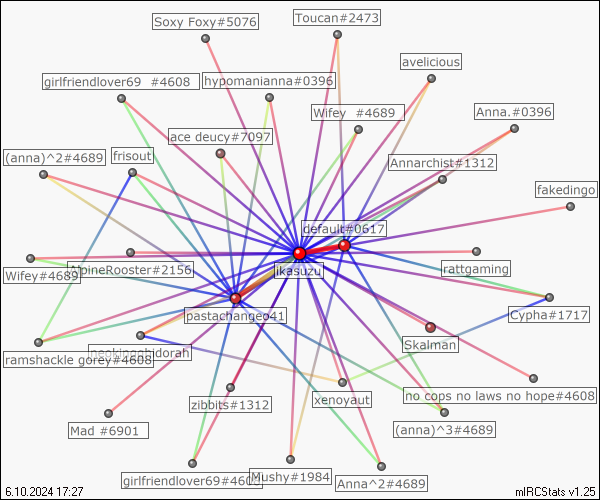 Soxy Foxy#5076
Toucan#2473
avelicious
girlfriendlover69 #4608
hypomanianna#0396
Wifey #4689
Anna.#0396
ace deucy#7097
(anna)^2#4689
frisout
Annarchist#1312
fakedingo
default#0617
Wifey#4689
AlpineRooster#2156
ikasuzu
rattgaming
pastachangeo41
Cypha#1717
ramshackle gorey#4608
Skalman
zibbits#1312
xenoyaut
no cops no laws no hope#4608
Mad #6901
(anna)^3#4689
girlfriendlover69#4608
Mushy#1984
Anna^2#4689
6.10.2024 17:27
mIRCStats v1.25